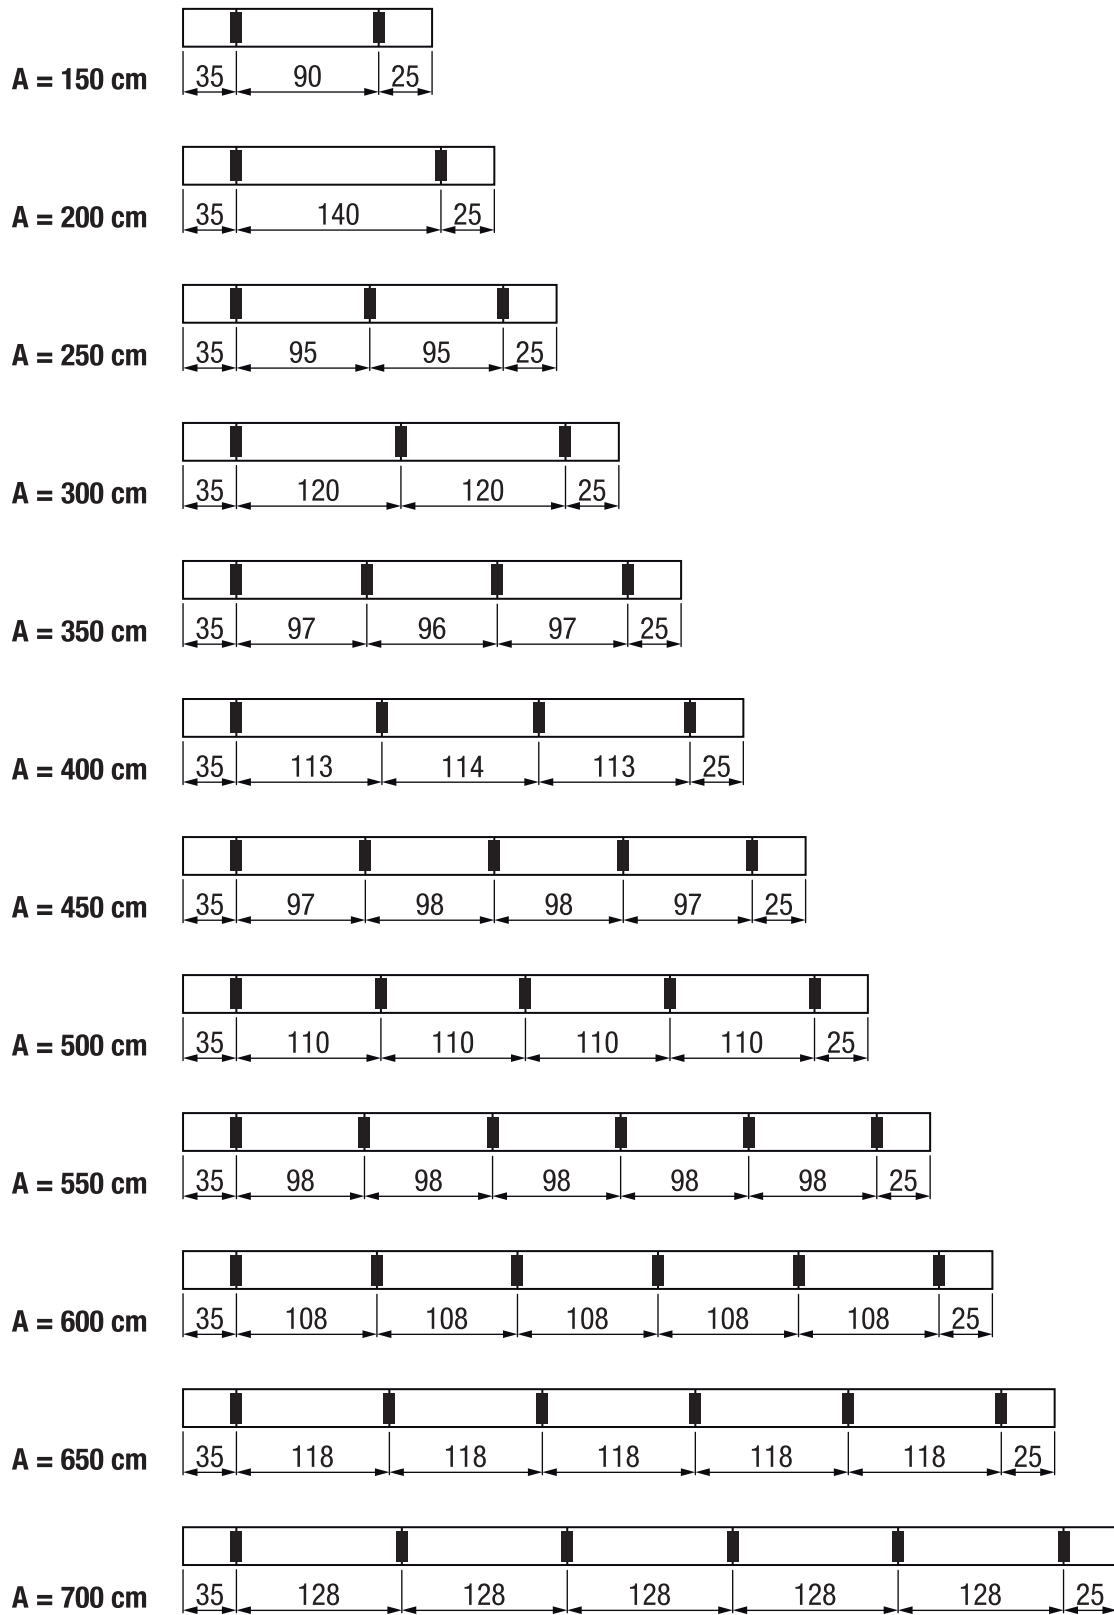 35 90 25
A = 150 cm
35 140 25
A = 200 cm
35 95 95 25
A = 250 cm
35 120 120 25
A = 300 cm
35 97 96 97 25
A = 350 cm
35 113 114 113 25
A = 400 cm
35 97 98 98 97 25
A = 450 cm
35 110 110 110 110 25
A = 500 cm
35 98 98 98 98 98 25
A = 550 cm
35 108 108 108 108 108 25
A = 600 cm
35 118 118 118 118 118 25
A = 650 cm
35 128 128 128 128 128 25
A = 700 cm